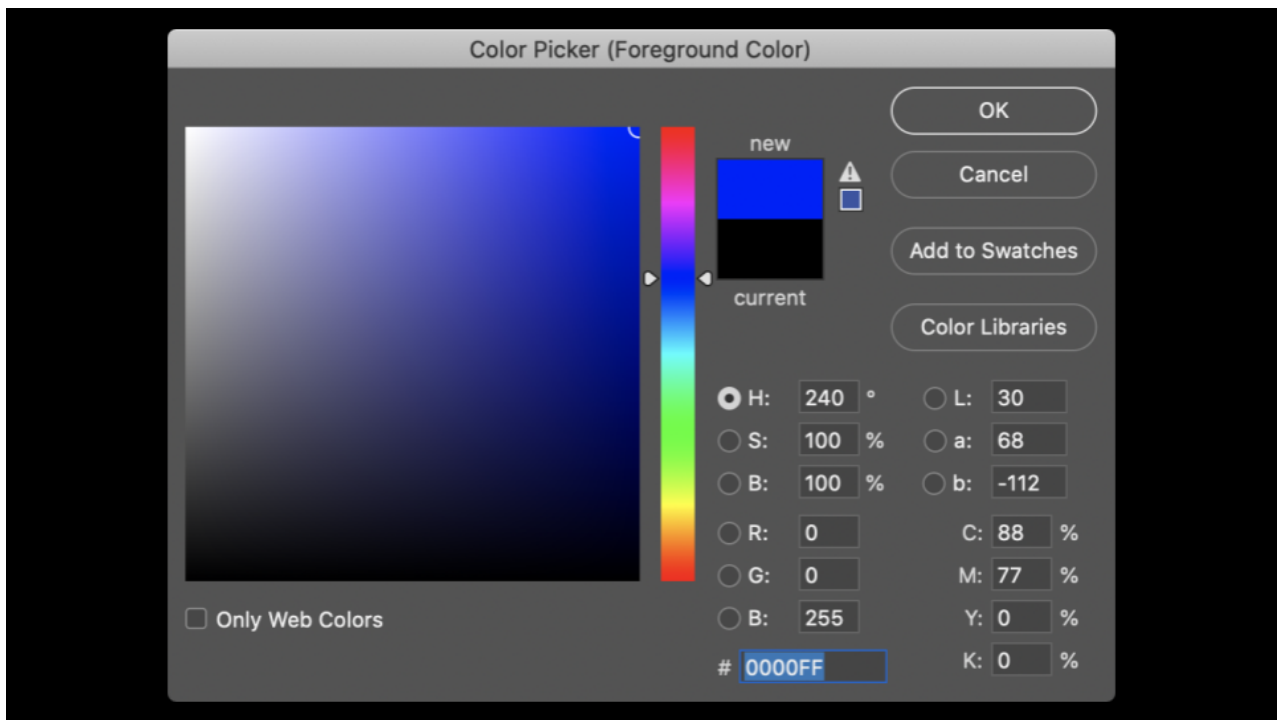 Color Picker (Foreground Color)
new
current
OK
Cancel
Add to Swatches
Color Libraries
H: 240 °
S: 100 %
B: 100 %
R: 0
G: 0
B: 255
# 0000FF
L: 30
a: 68
b: -112
C: 88 %
M: 77 %
Y: 0 %
K: 0 %
Only Web Colors